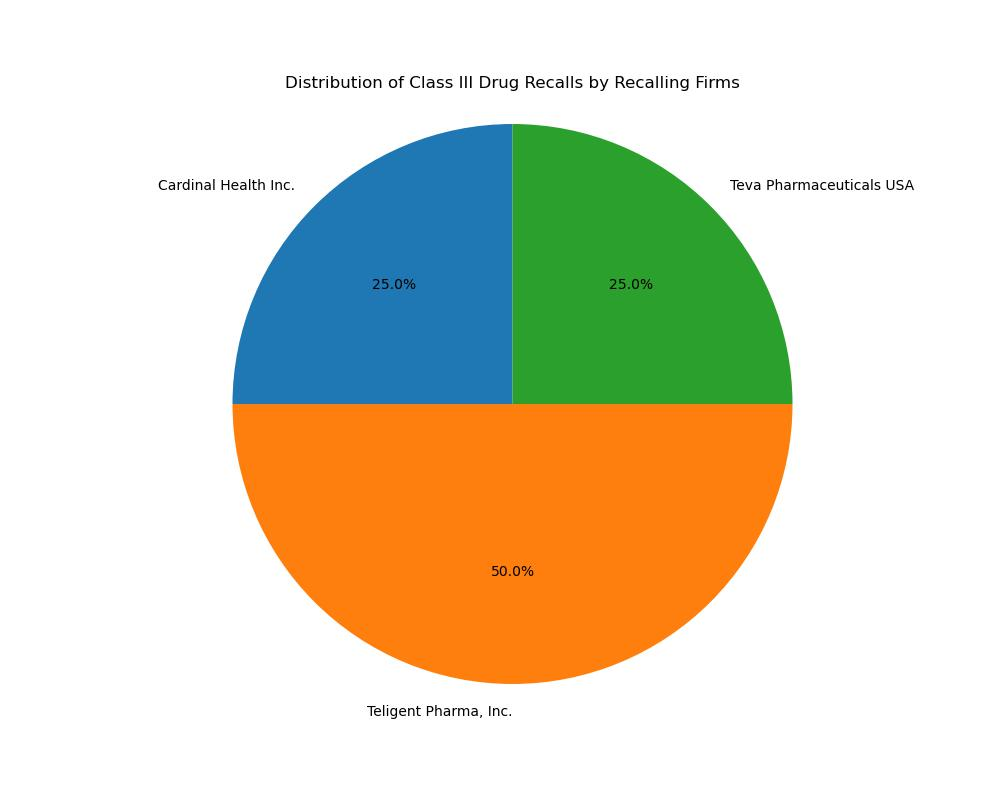 Distribution of Class III Drug Recalls by Recalling Firms
Cardinal Health Inc.
Teva Pharmaceuticals USA
25.0%
25.0%
50.0%
Teligent Pharma, Inc.